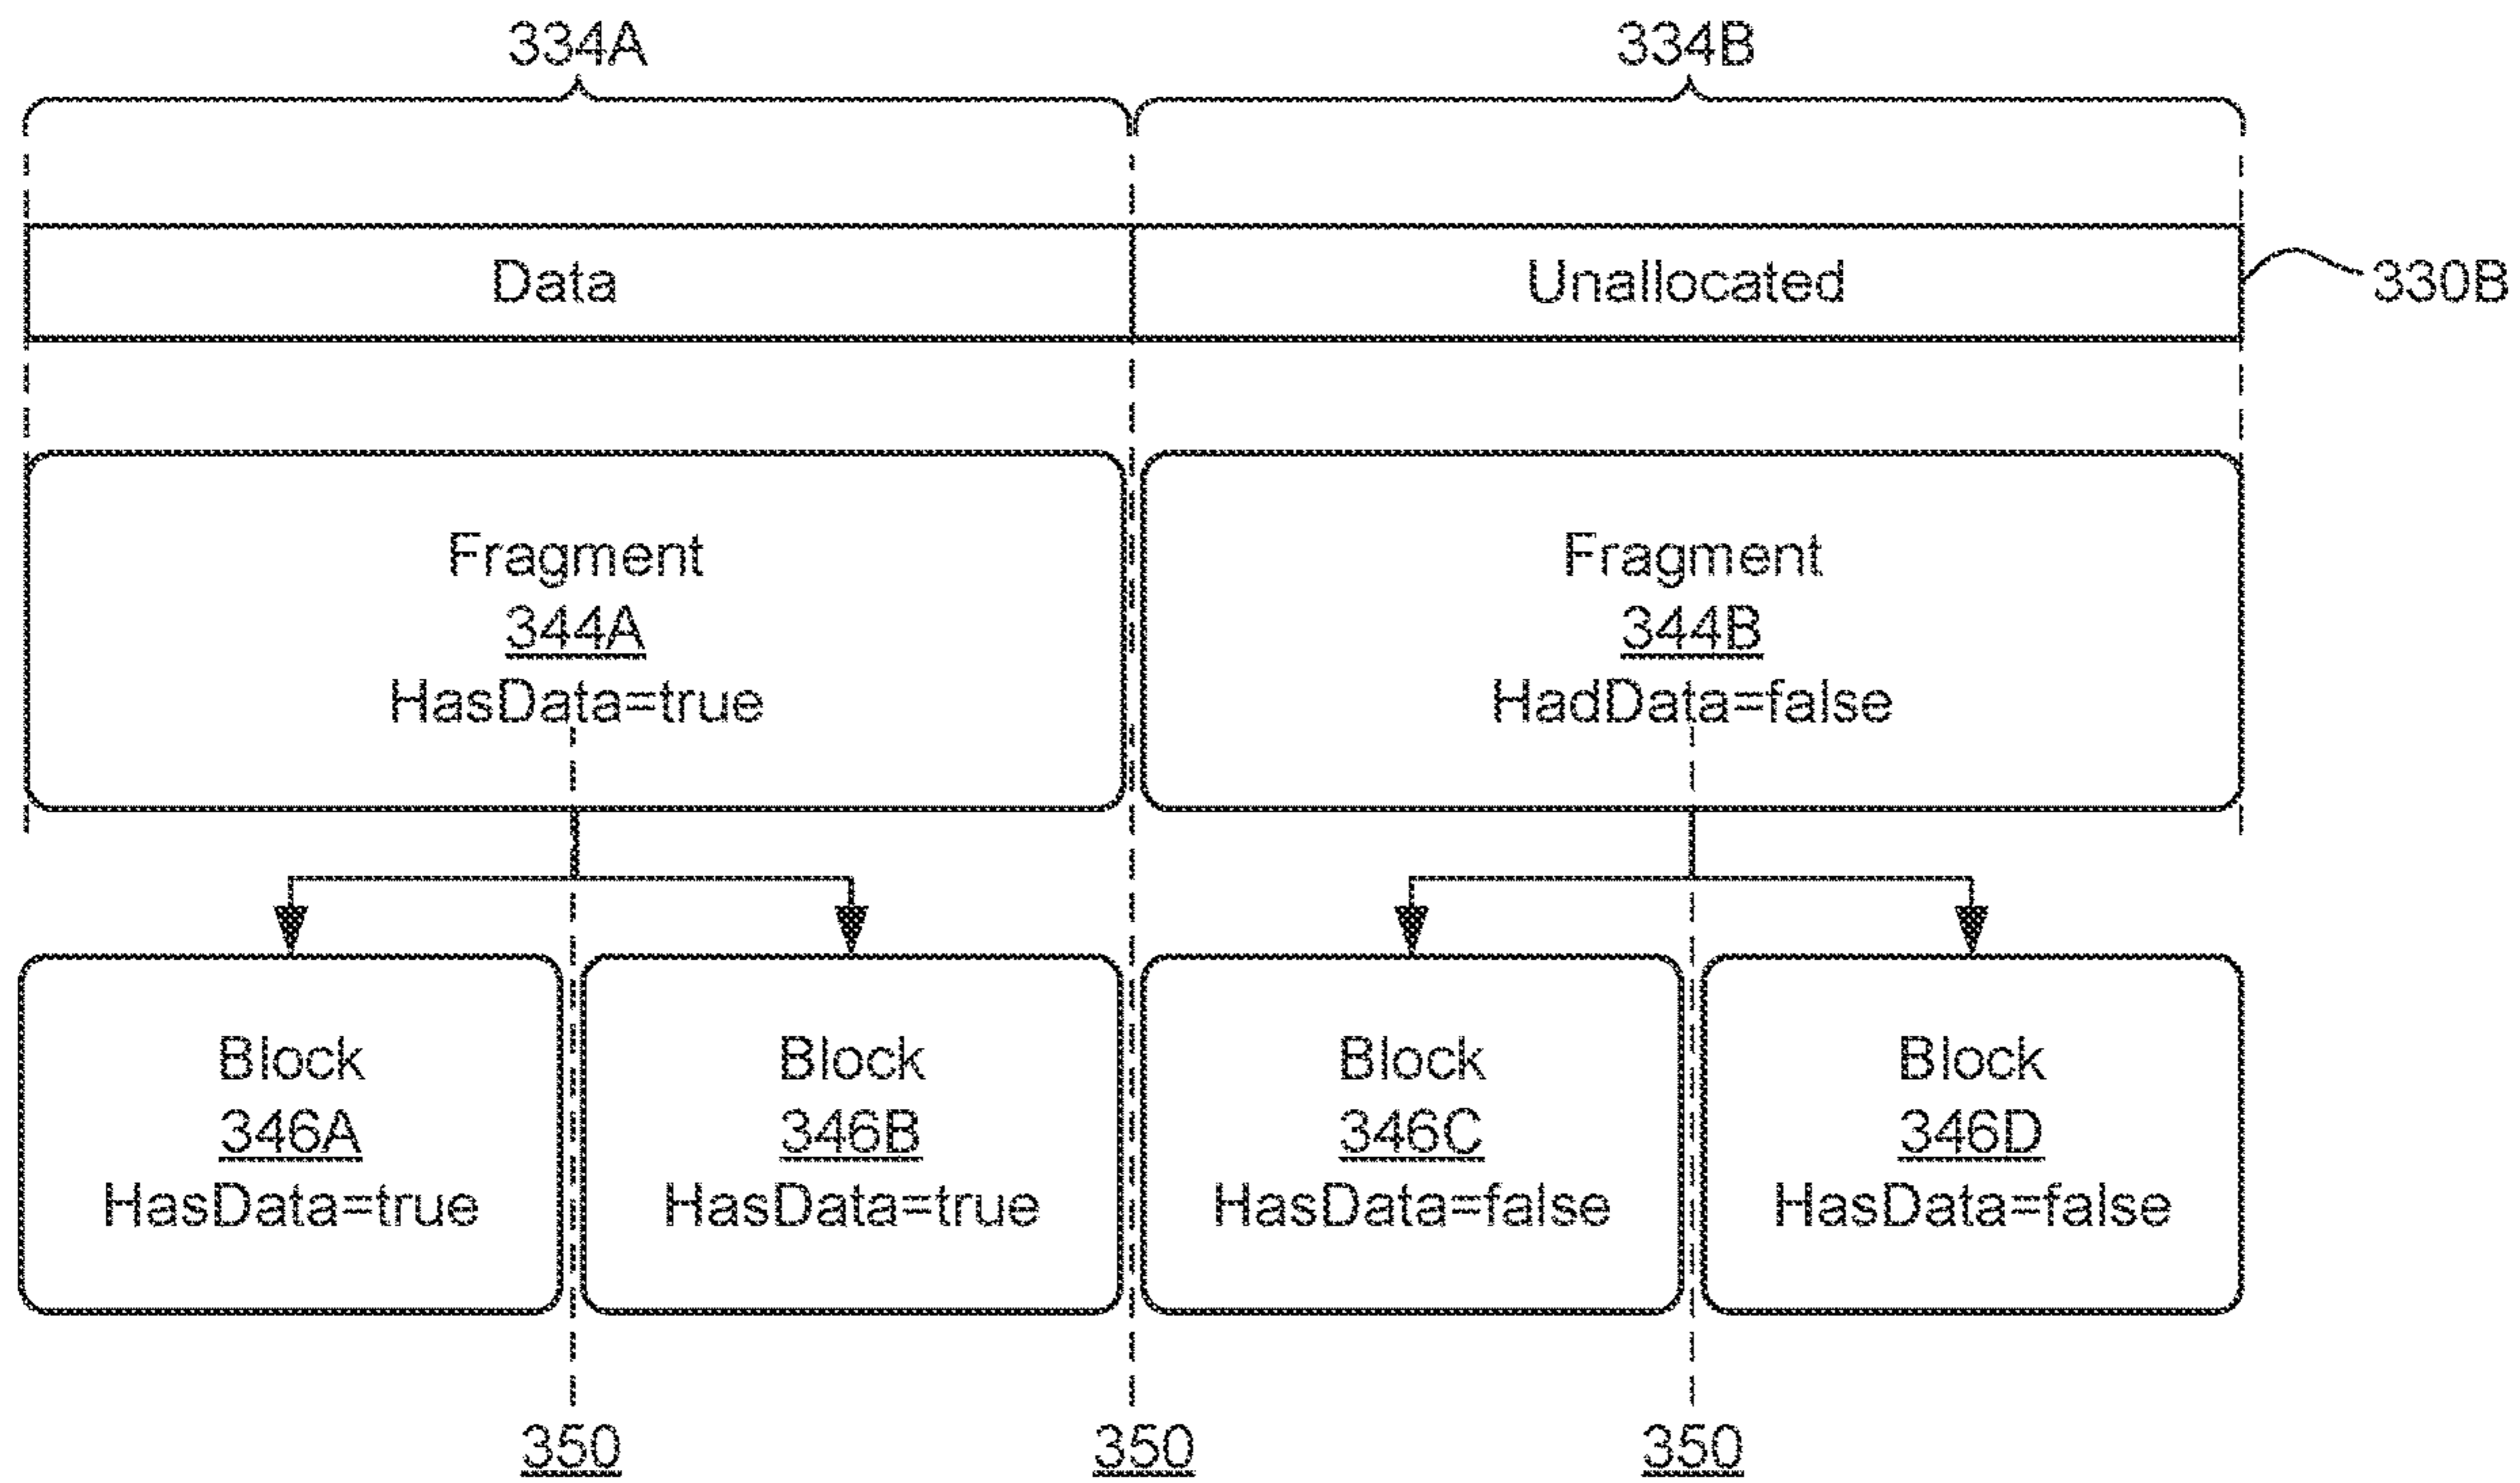 334A
334B
Data
Unallocated
330B
Fragment
344A
HasData=true
Fragment
344B
HadData=false
Block
346A
HasData=true
Block
346B
HasData=true
Block
346C
HasData=false
Block
346D
HasData=false
350
350
350